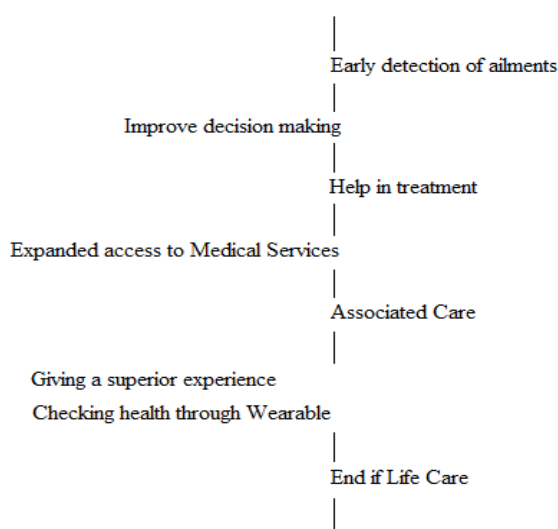 Early detection of ailments
Improve decision making
Help in treatment
Expanded access to Medical Services
Associated Care
Giving a superior experience
Checking health through Wearable
End if Life Care